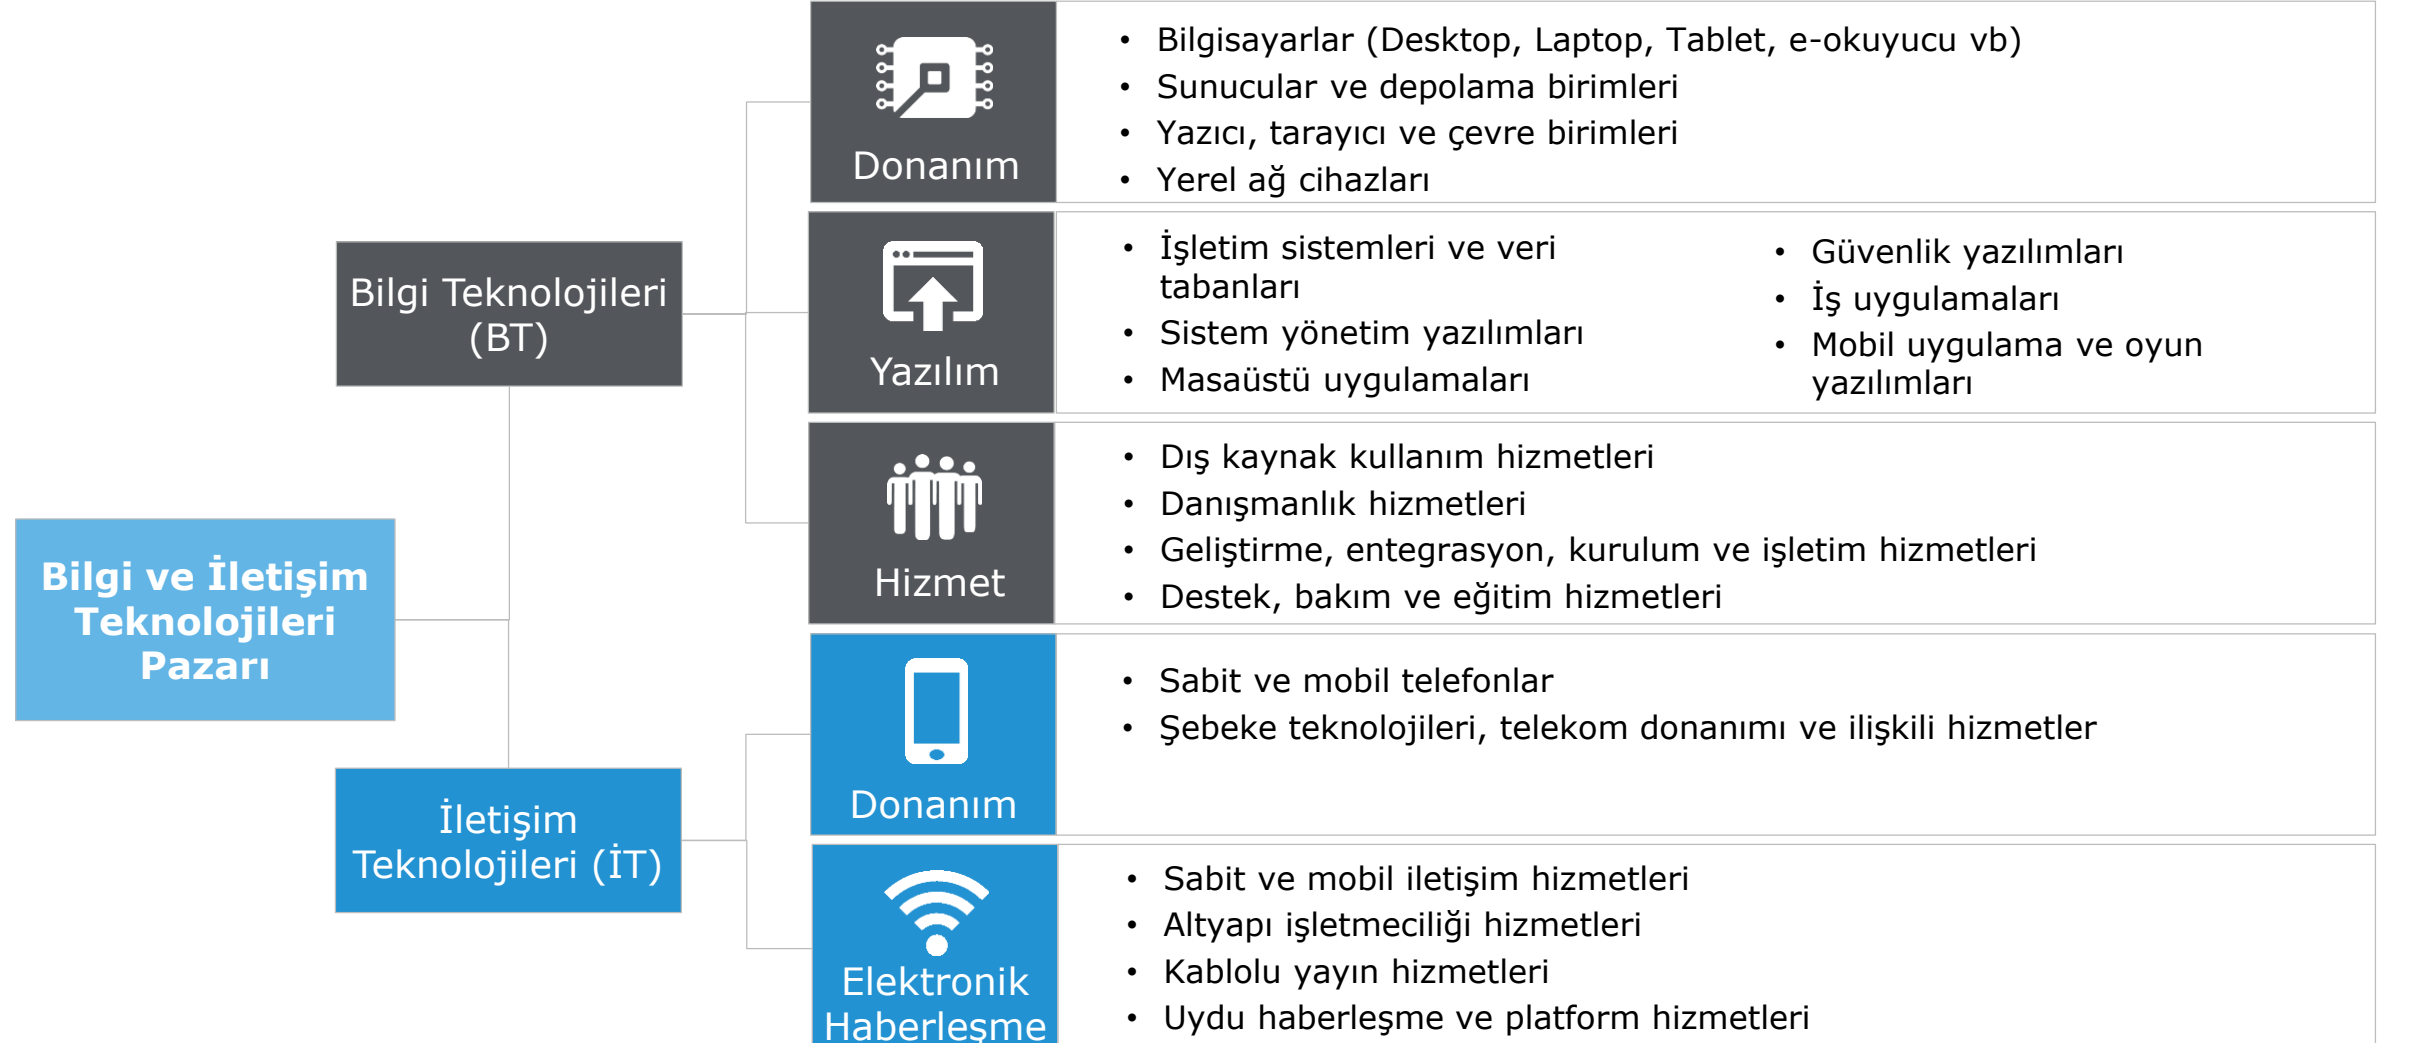 Bilgi ve İletişim
Teknolojileri
Pazarı
Bilgi Teknolojileri
(BT)
Donanım
• Bilgisayarlar (Desktop, Laptop, Tablet, e-okuyucu vb)
• Sunucular ve depolama birimleri
• Yazıcı, tarayıcı ve çevre birimleri
• Yerel ağ cihazları
Yazılım
• İşletim sistemleri ve veri
tabanları
• Sistem yönetim yazılımları
• Masaüstü uygulamaları
• Güvenlik yazılımları
• İş uygulamaları
• Mobil uygulama ve oyun
yazılımları
Hizmet
• Dış kaynak kullanım hizmetleri
• Danışmanlık hizmetleri
• Geliştirme, entegrasyon, kurulum ve işletim hizmetleri
• Destek, bakım ve eğitim hizmetleri
İletişim
Teknolojileri (İT)
Donanım
• Sabit ve mobil telefonlar
• Şebeke teknolojileri, telekom donanımı ve ilişkili hizmetler
Elektronik
Haberleşme
• Sabit ve mobil iletişim hizmetleri
• Altyapı işletmeciliği hizmetleri
• Kablolu yayın hizmetleri
• Uydu haberleşme ve platform hizmetleri